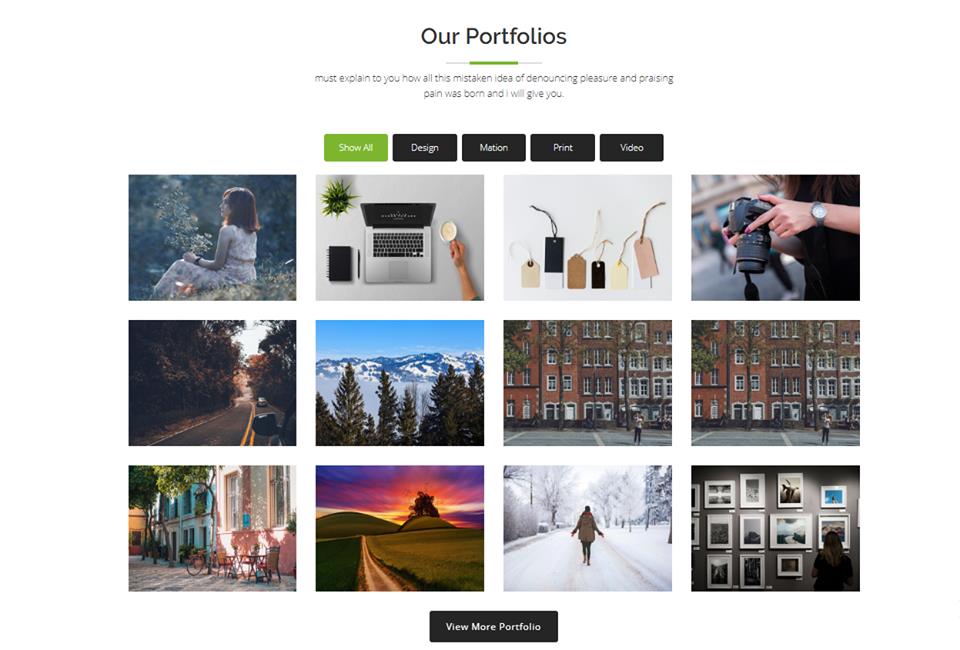 Our Portfolios
must explain to you how all this mistaken idea of denouncing pleasure and praising
pain was born and i will give you.
Show All
Design
Mation
Print
Video
View More Portfolio